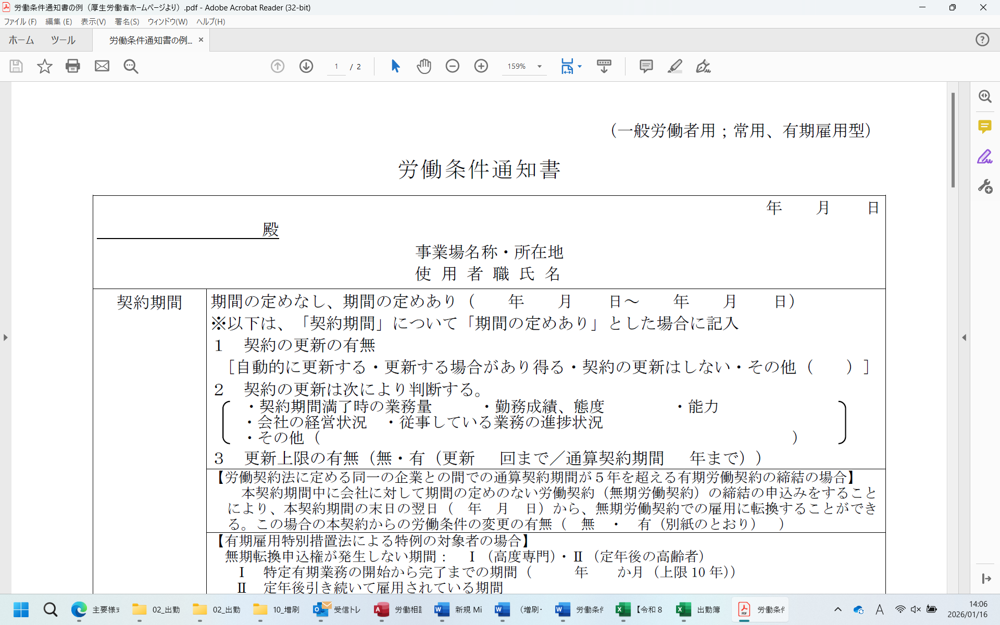 労働条件通知書の例（厚生労働省ホームページより）.pdf - Adobe Acrobat Reader (32-bit)
ファイル(F) 編集(E) 表示(V) 署名(S) ウィンドウ(W) ヘルプ(H)
ホーム ツール 労働条件通知書の例... ×
1 / 2 159%
（一般労働者用；常用、有期雇用型）
労働条件通知書
年 月 日
殿
事業場名称・所在地
使用者職氏名
契約期間
期間の定めなし、期間の定めあり（ 年 月 日～ 年 月 日）
※以下は、「契約期間」について「期間の定めあり」とした場合に記入
１ 契約の更新の有無
［自動的に更新する・更新する場合があり得る・契約の更新はしない・その他（ ）］
２ 契約の更新は次により判断する。
・契約期間満了時の業務量 ・勤務成績、態度 ・能力
・会社の経営状況 ・従事している業務の進捗状況
・その他（ ）
３ 更新上限の有無（無・有（更新 回まで／通算契約期間 年まで））
【労働契約法に定める同一の企業との間での通算契約期間が５年を超える有期労働契約の締結の場合】
本契約期間中に会社に対して期間の定めのない労働契約（無期労働契約）の締結の申込みをすること
により、本契約期間の末日の翌日（ 年 月 日）から、無期労働契約での雇用に転換することができ
る。この場合の本契約からの労働条件の変更の有無（ 無 ・ 有（別紙のとおり） ）
【有期雇用特別措置法による特例の対象者の場合】
無期転換申込権が発生しない期間： Ⅰ（高度専門）・Ⅱ（定年後の高齢者）
Ⅰ 特定有期業務の開始から完了までの期間（ 年 か月（上限10年））
Ⅱ 定年後引き続いて雇用されている期間
主要様式 02_出勤 02_出勤 10_増刷 受信トレ 労働相談 新規 Mi （増刷・ 労働条件 【令和８ 出勤簿 労働条件
A 14:06
2026/01/16